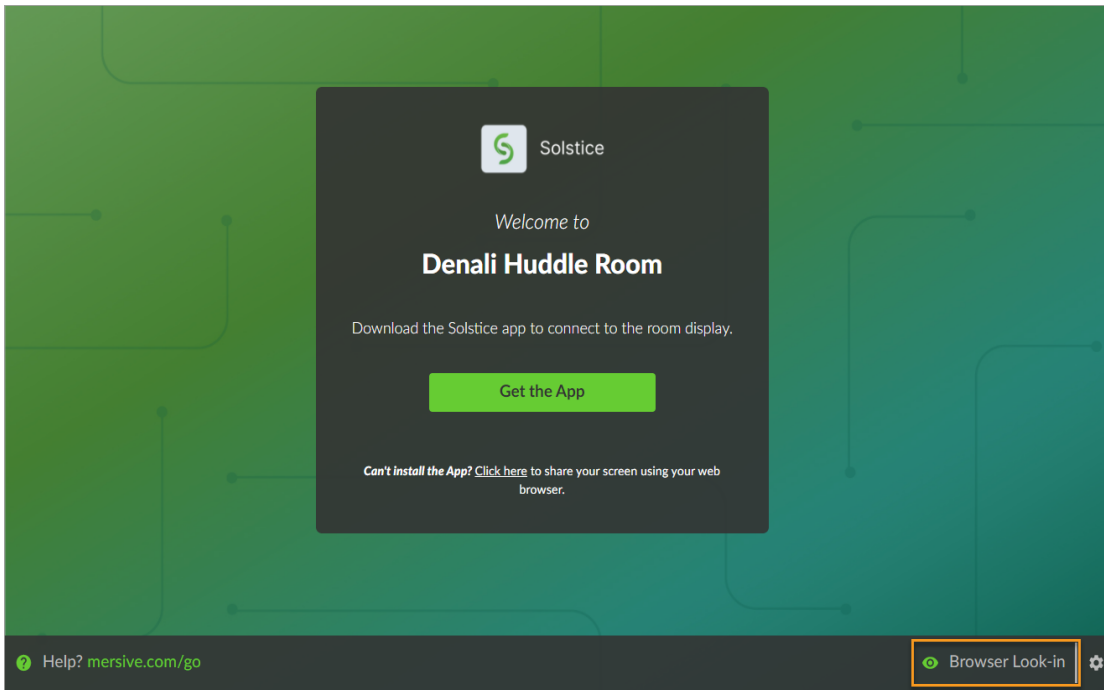 Solstice
Welcome to
Denali Huddle Room
Download the Solstice app to connect to the room display.
Get the App
Can't install the App? Click here to share your screen using your web
browser.
Help? mersive.com/go
Browser Look-in